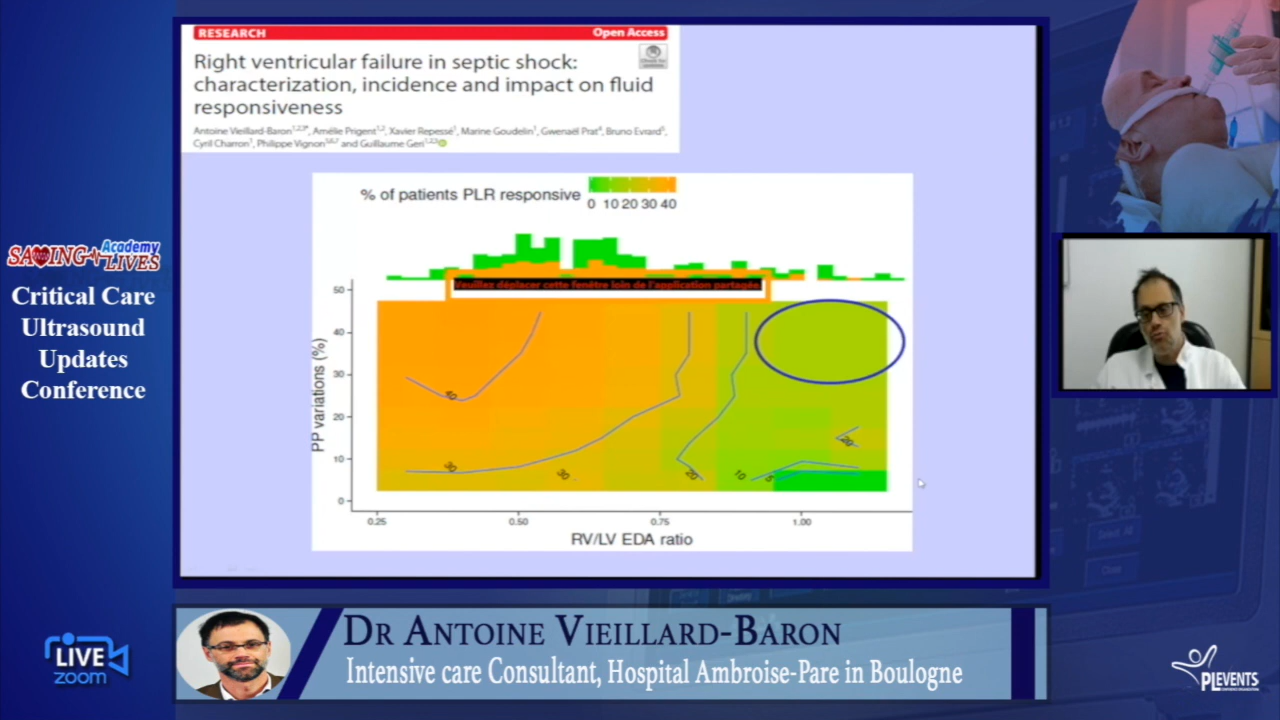 RESEARCH
Open Access
Right ventricular failure in septic shock:
characterization, incidence and impact on fluid
responsiveness
Antoine Vieillard-Baron, Amélie Prigent, Xavier Repessé, Marine Goudelin, Gwenaël Prat, Bruno Evrard,
Cyril Charron, Philippe Vignon and Guillaume Geri
% of patients PLR responsive
0 10 20 30 40
Veuillez déplacer cette fenêtre loin de l'application partagée
PP variations (%)
50
40
30
20
10
0
40
30
30
20
10
5
20
0.25 0.50 0.75 1.00
RV/LV EDA ratio
SAVING LIVES Academy
Critical Care
Ultrasound
Updates
Conference
LIVE
zoom
DR ANTOINE VIEILLARD-BARON
Intensive care Consultant, Hospital Ambroise-Pare in Boulogne
PLEVENTS